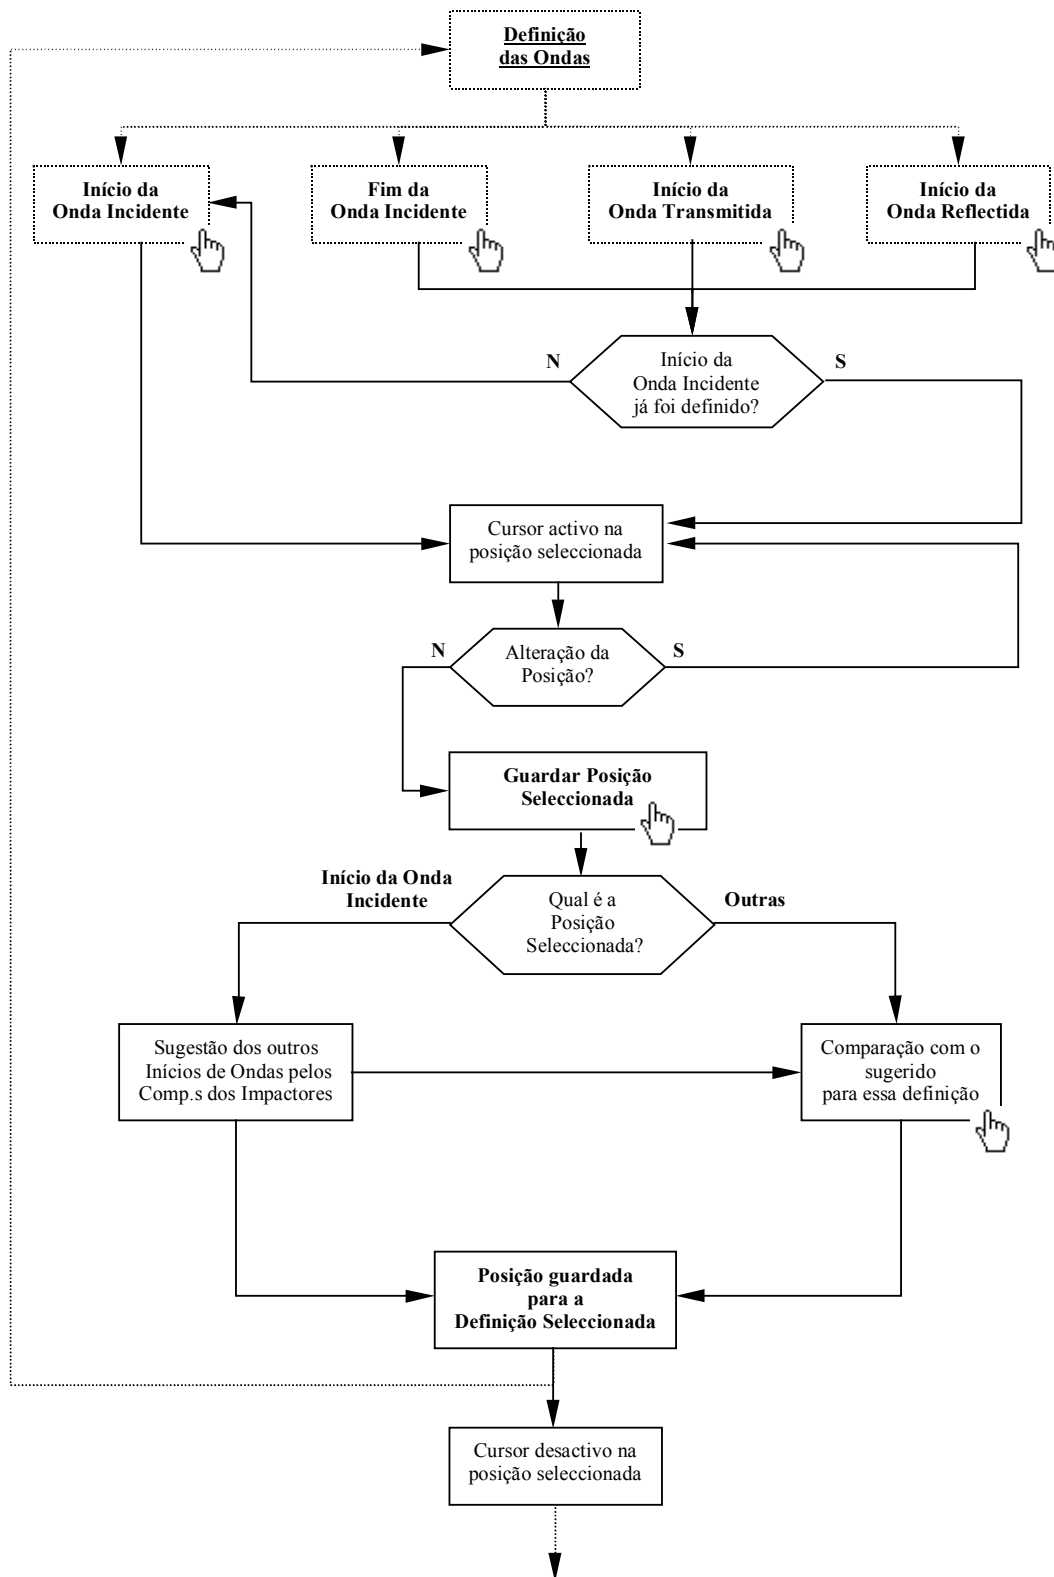 Definição
das Ondas
Início da
Onda Incidente
Fim da
Onda Incidente
Início da
Onda Transmitida
Início da
Onda Reflectida
N
Início da
Onda Incidente
já foi definido?
S
Cursor activo na
posição seleccionada
N
Alteração da
Posição?
S
Guardar Posição
Seleccionada
Início da Onda
Incidente
Qual é a
Posição
Seleccionada?
Outras
Sugestão dos outros
Inícios de Ondas pelos
Comp.s dos Impactores
Comparação com o
sugerido
para essa definição
Posição guardada
para a
Definição Seleccionada
Cursor desactivo na
posição seleccionada